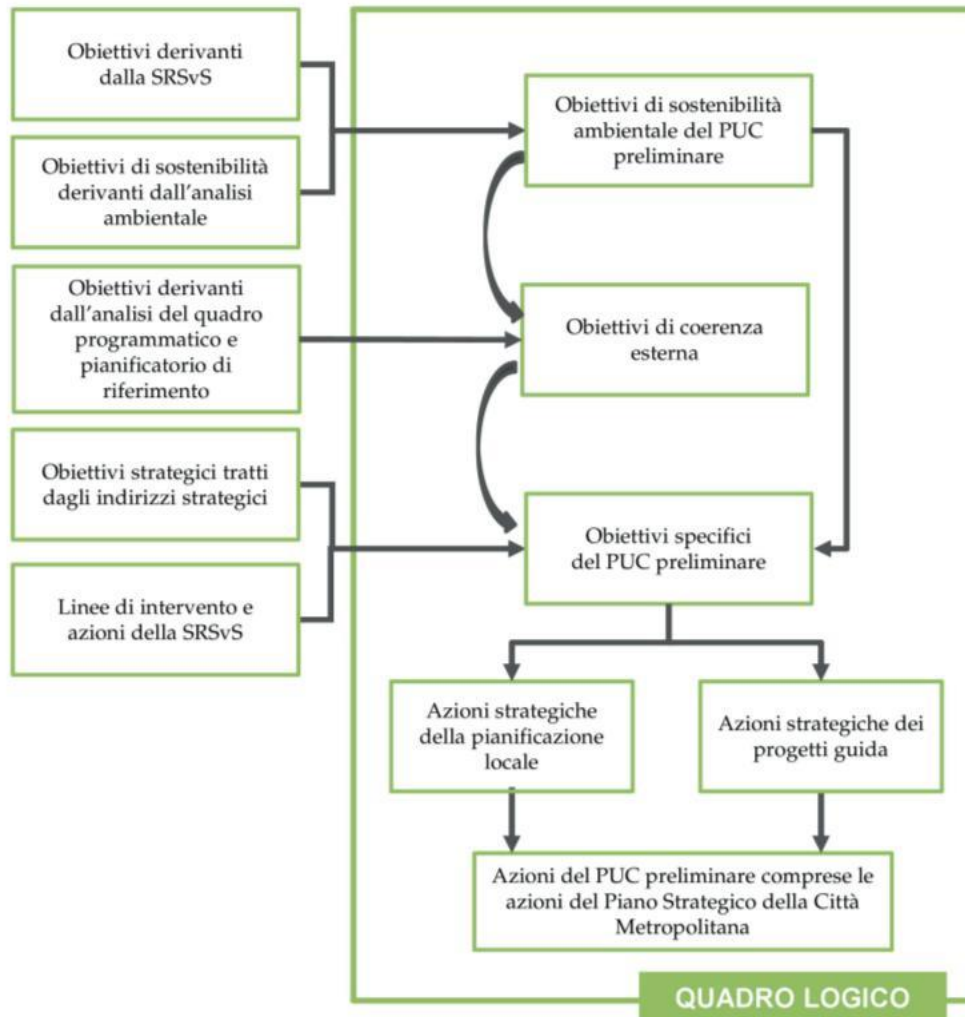 Obiettivi derivanti
dalla SRSvS
Obiettivi di sostenibilità
derivanti dall'analisi
ambientale
Obiettivi derivanti
dall'analisi del quadro
programmatico e
pianificatorio di
riferimento
Obiettivi strategici tratti
dagli indirizzi strategici
Linee di intervento e
azioni della SRSvS
Obiettivi di sostenibilità
ambientale del PUC
preliminare
Obiettivi di coerenza
esterna
Obiettivi specifici
del PUC preliminare
Azioni strategiche
della pianificazione
locale
Azioni strategiche dei
progetti guida
Azioni del PUC preliminare comprese le
azioni del Piano Strategico della Città
Metropolitana
QUADRO LOGICO